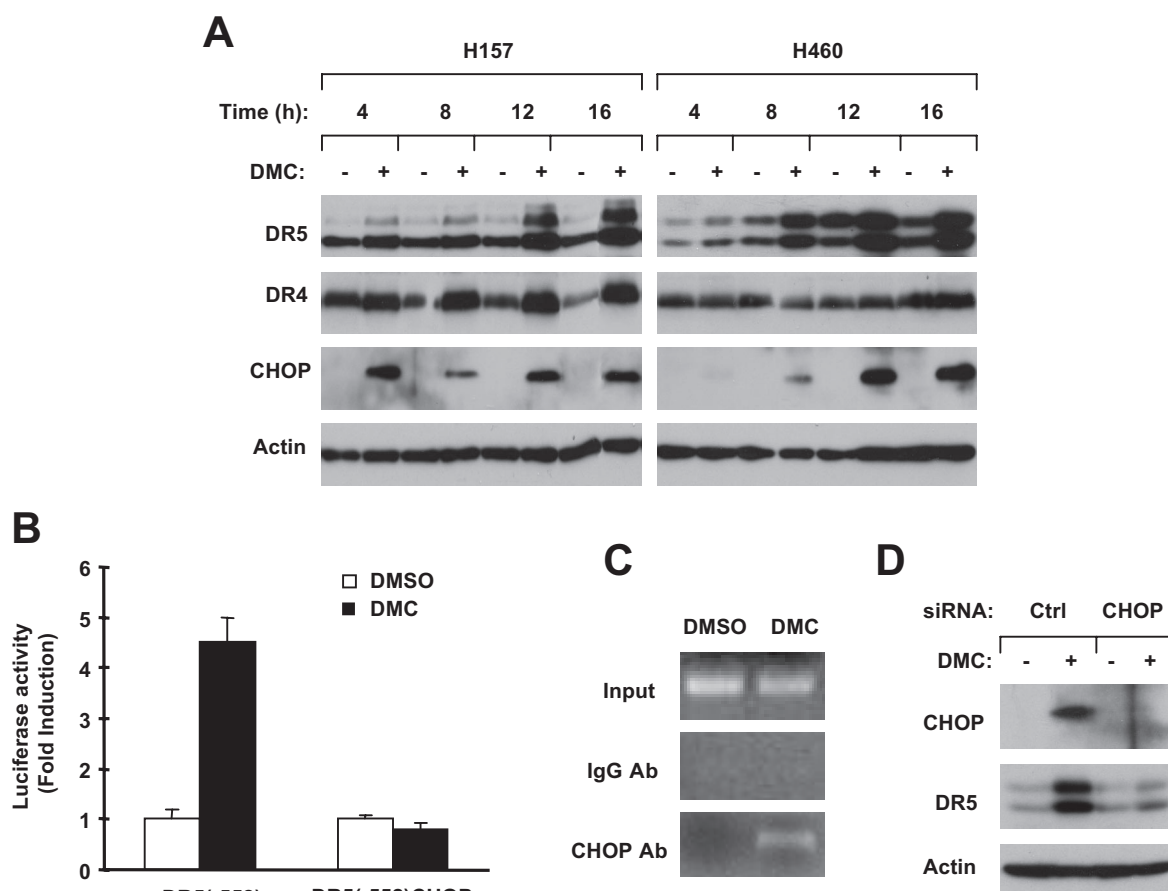 A
H157 H460
Time (h): 4 8 12 16 4 8 12 16
DMC: - + - + - + - + - + - + - + - +
DR5
DR4
CHOP
Actin
B
Luciferase activity
(Fold Induction)
6
5
4
3
2
1
0
DMSO
DMC
C
DMSO DMC
Input
IgG Ab
CHOP Ab
D
siRNA: Ctrl CHOP
DMC: - + - +
CHOP
DR5
Actin